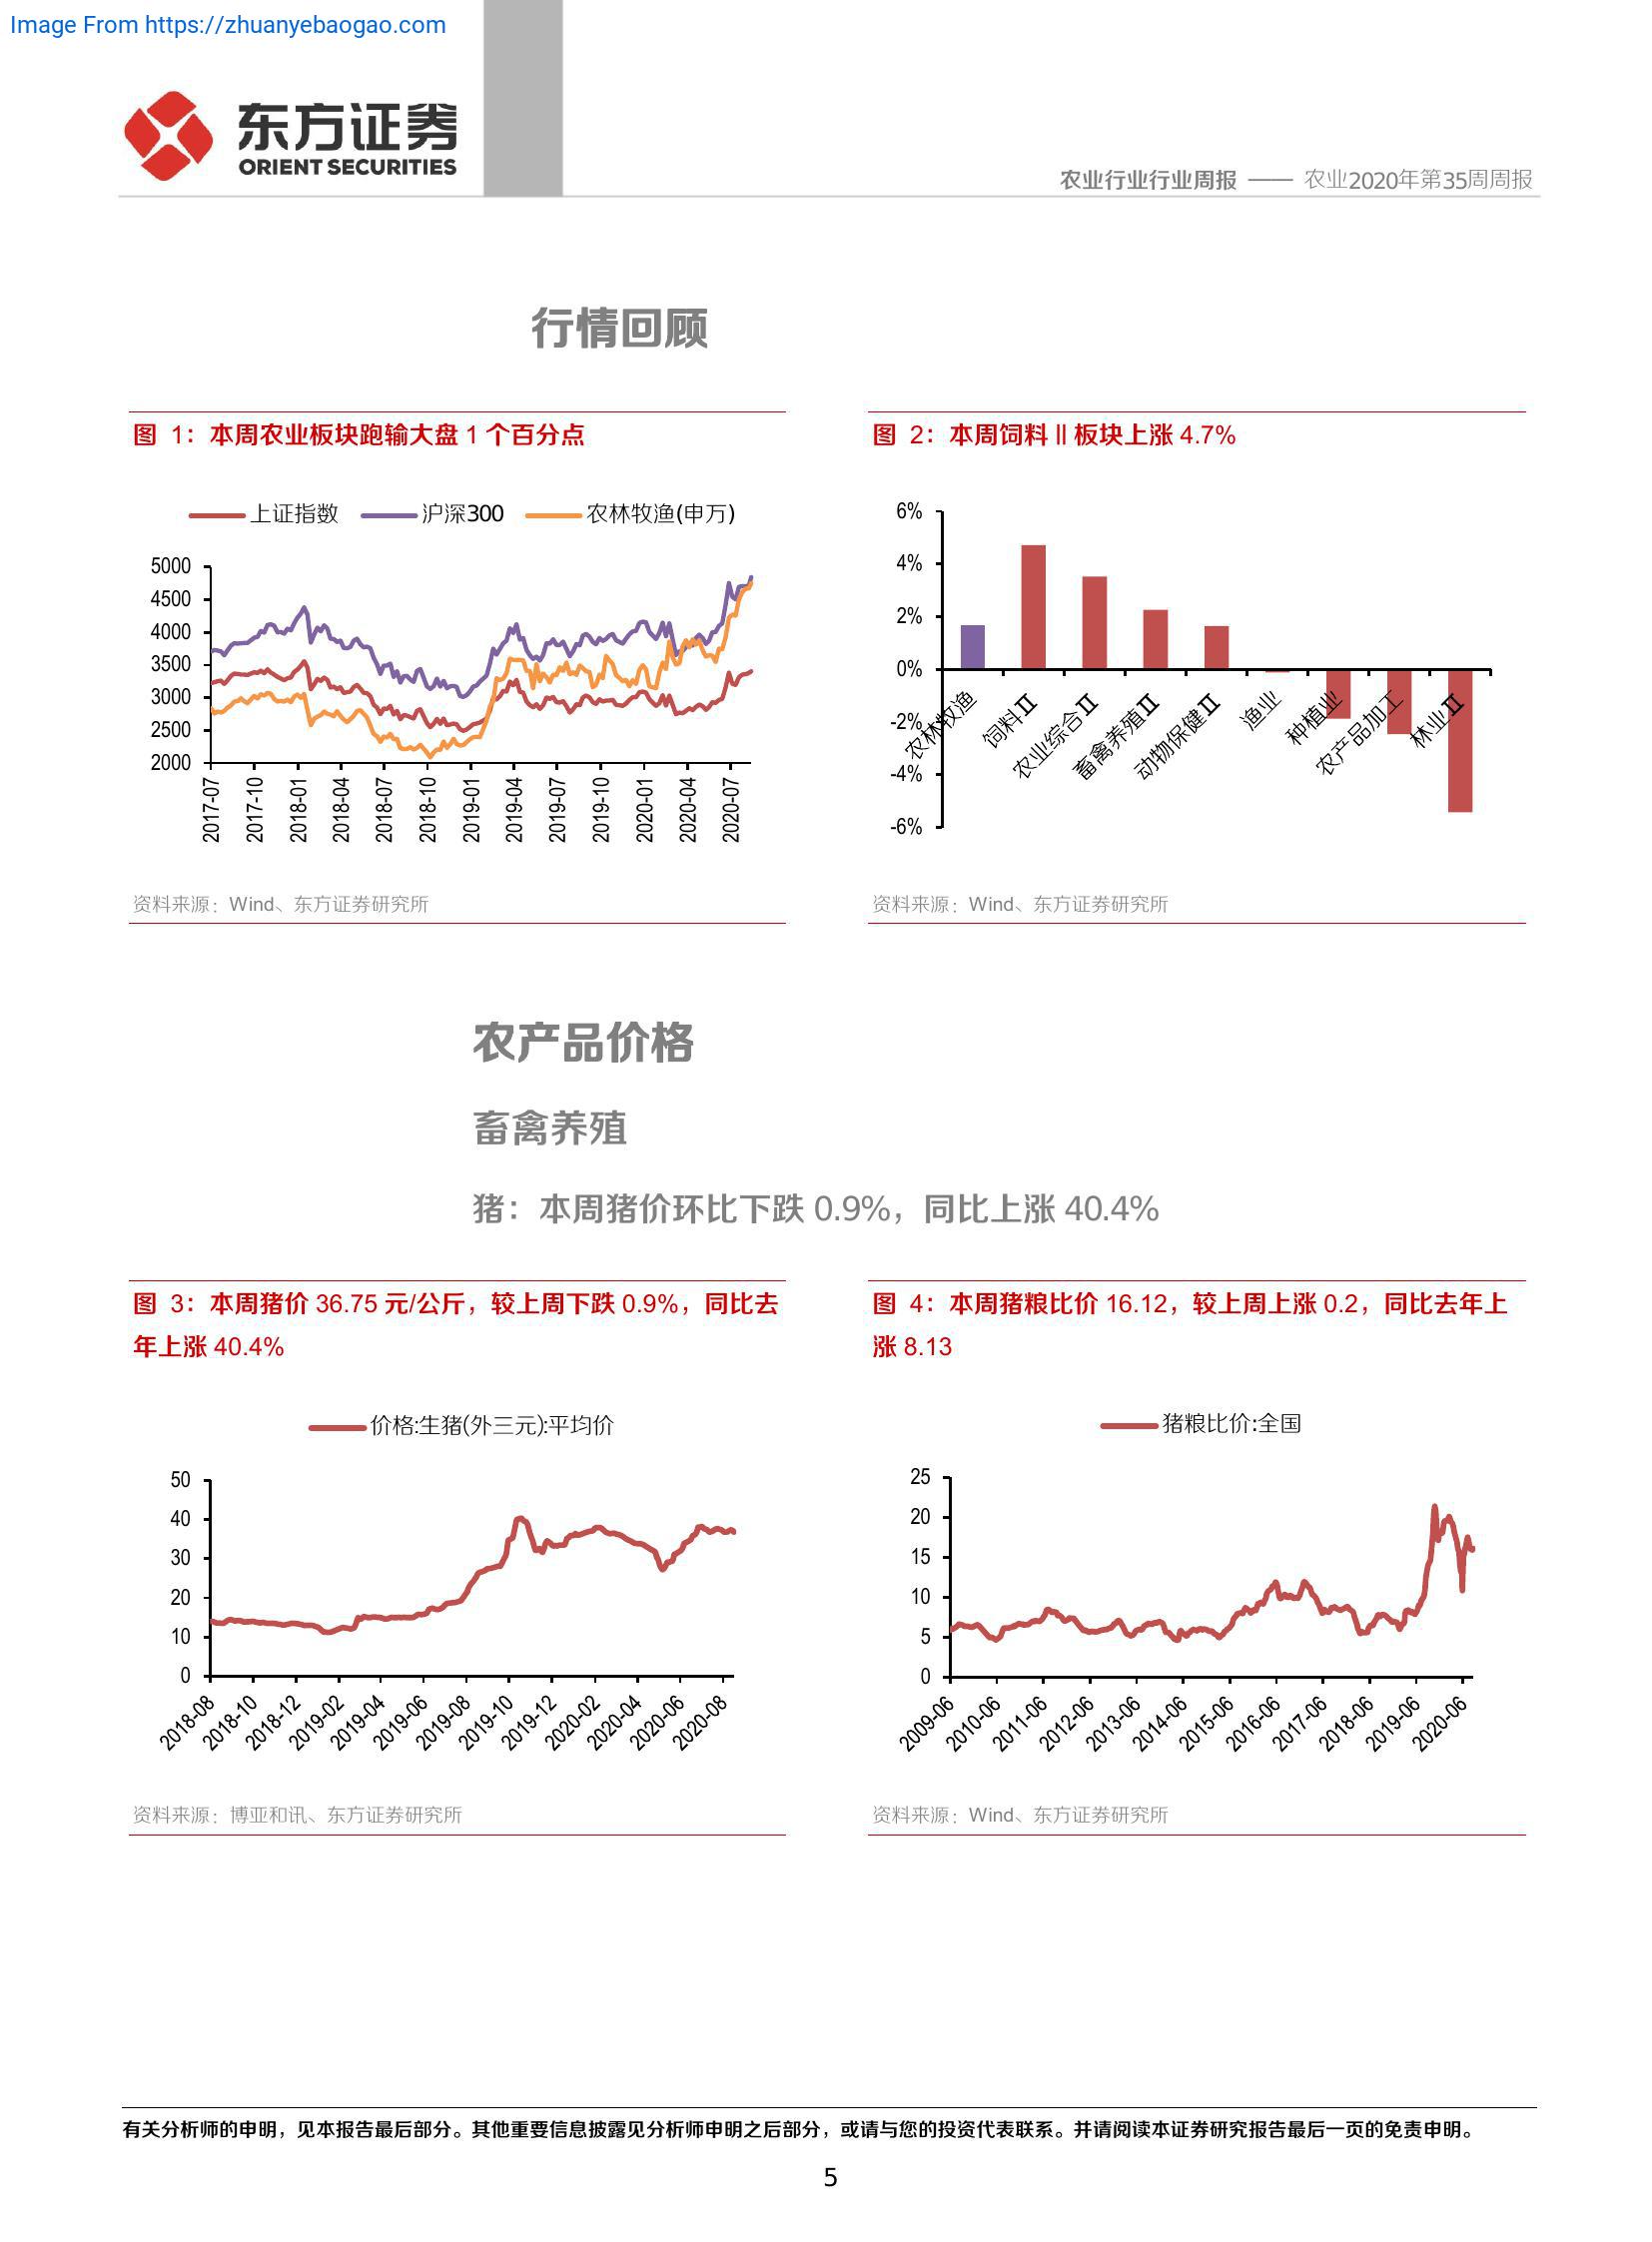 Image From https://zhuanyebaogao.com
东方证券
ORIENT SECURITIES
农业行业行业周报 —— 农业2020年第35周周报
行情回顾
图 1：本周农业板块跑输大盘 1 个百分点
上证指数 沪深300 农林牧渔(申万)
5000
4500
4000
3500
3000
2500
2000
2017-07 2017-10 2018-01 2018-04 2018-07 2018-10 2019-01 2019-04 2019-07 2019-10 2020-01 2020-04 2020-07
资料来源：Wind、东方证券研究所
图 2：本周饲料Ⅱ板块上涨 4.7%
6%
4%
2%
0%
-2%
-4%
-6%
农林牧渔 饲料Ⅱ 农业综合Ⅱ 畜禽养殖Ⅱ 动物保健Ⅱ 渔业 种植业 农产品加工 林业Ⅱ
资料来源：Wind、东方证券研究所
农产品价格
畜禽养殖
猪：本周猪价环比下跌 0.9%，同比上涨 40.4%
图 3：本周猪价 36.75 元/公斤，较上周下跌 0.9%，同比去
年上涨 40.4%
价格:生猪(外三元):平均价
50
40
30
20
10
0
2018-08 2018-10 2018-12 2019-02 2019-04 2019-06 2019-08 2019-10 2019-12 2020-02 2020-04 2020-06 2020-08
资料来源：博亚和讯、东方证券研究所
图 4：本周猪粮比价 16.12，较上周上涨 0.2，同比去年上
涨 8.13
猪粮比价:全国
25
20
15
10
5
0
2009-06 2010-06 2011-06 2012-06 2013-06 2014-06 2015-06 2016-06 2017-06 2018-06 2019-06 2020-06
资料来源：Wind、东方证券研究所
有关分析师的申明，见本报告最后部分。其他重要信息披露见分析师申明之后部分，或请与您的投资代表联系。并请阅读本证券研究报告最后一页的免责申明。
5